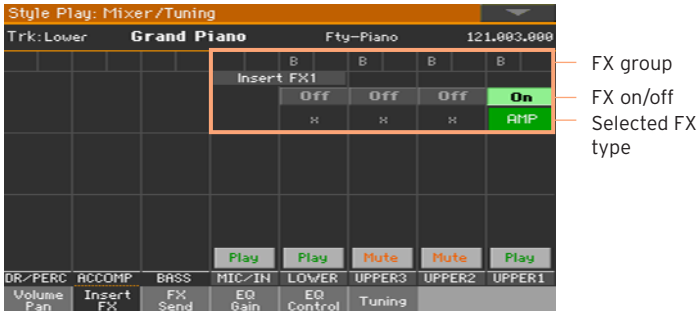 Style Play: Mixer/Tuning
Trk:Lower Grand Piano Fty-Piano 121.003.000
B B B B
FX group
Insert FX1
Off Off Off On
FX on/off
x x x AMP
Selected FX
type
Play Play Mute Mute Play
DR/PERC ACCOMP BASS MIC/IN LOWER UPPER3 UPPER2 UPPER1
Volume Pan Insert FX FX Send EQ Gain EQ Control Tuning